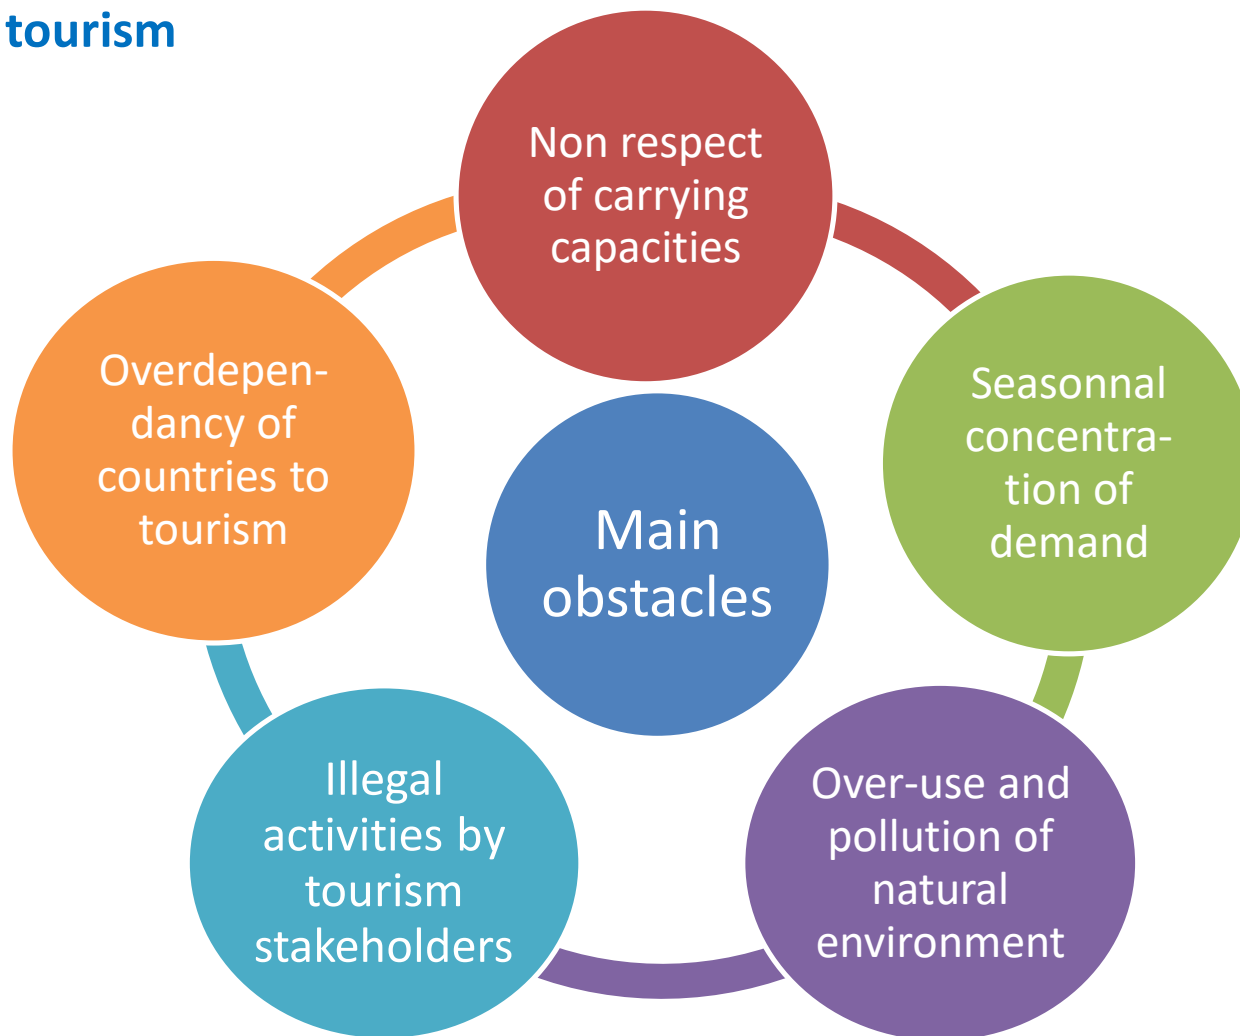 tourism
Non respect
of carrying
capacities
Seasonnal
concentra-
tion of
demand
Over-use and
pollution of
natural
environment
Illegal
activities by
tourism
stakeholders
Overdepen-
dancy of
countries to
tourism
Main
obstacles